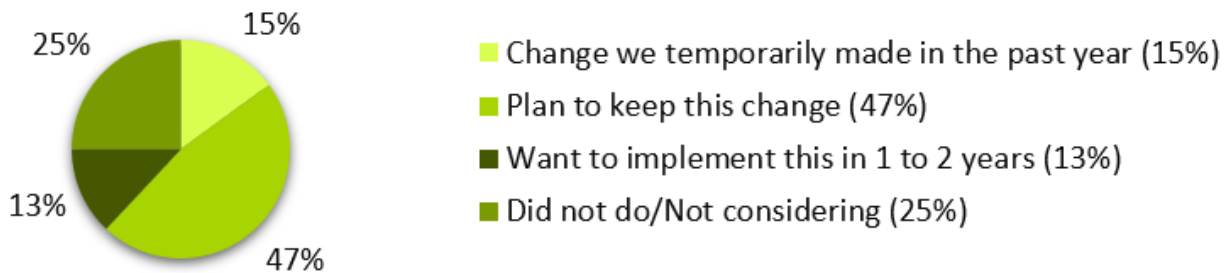 15%
25%
13%
47%
Change we temporarily made in the past year (15%)
Plan to keep this change (47%)
Want to implement this in 1 to 2 years (13%)
Did not do/Not considering (25%)